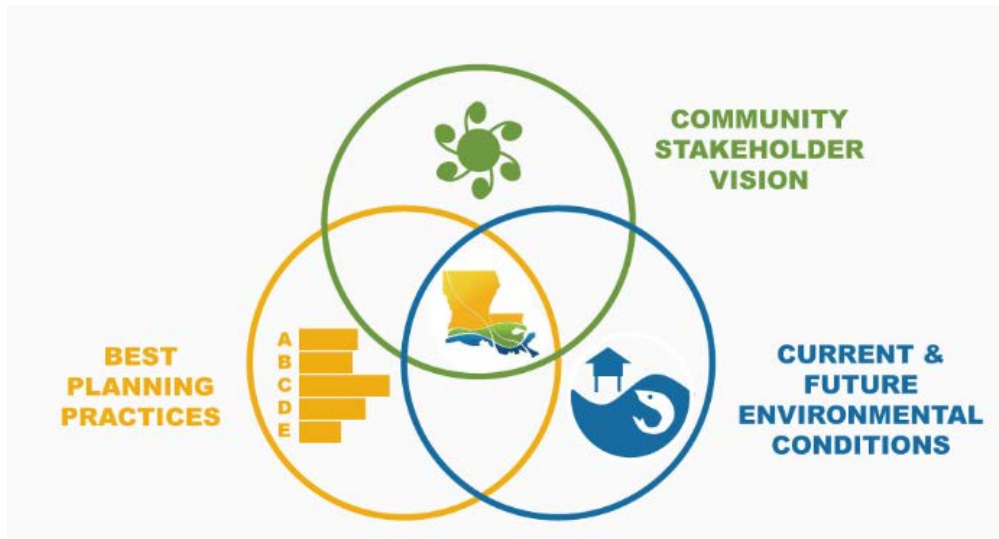 COMMUNITY
STAKEHOLDER
VISION
BEST
PLANNING
PRACTICES
A
B
C
D
E
CURRENT &
FUTURE
ENVIRONMENTAL
CONDITIONS